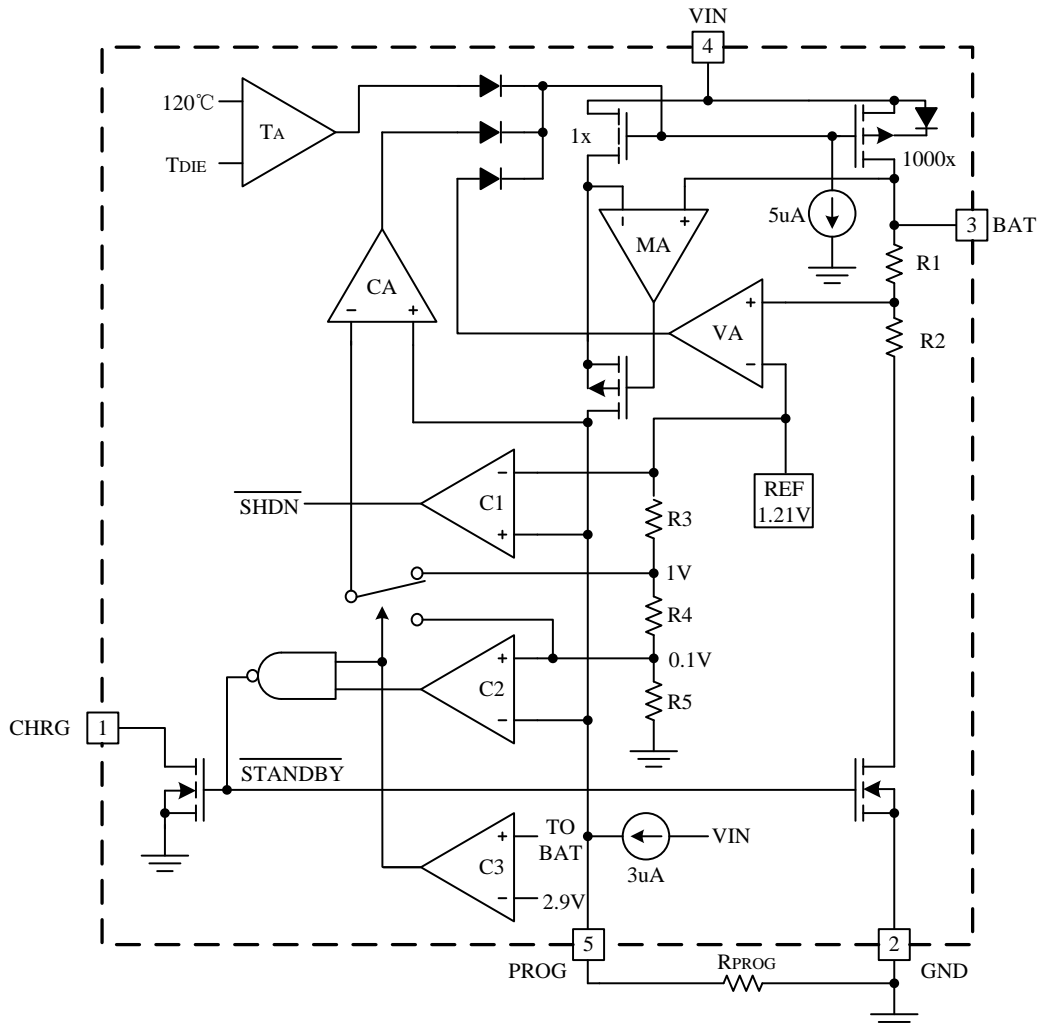 VIN
4
120℃
TA
TDIE
1x
1000x
5uA
3 BAT
MA
R1
CA
− +
VA
+
−
R2
SHDN
C1
−
+
REF
1.21V
R3
1V
R4
0.1V
C2
+
−
R5
CHRG 1
STANDBY
C3
+
−
TO
BAT
VIN
3uA
2.9V
5
PROG
RPROG
2
GND